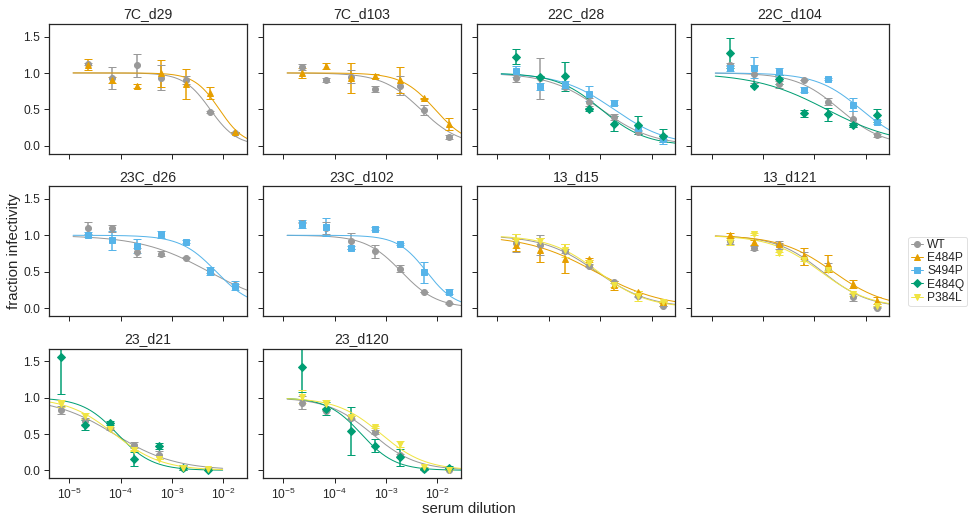 7C_d29 7C_d103 22C_d28 22C_d104
1.5
1.0
0.5
0.0
23C_d26 23C_d102 13_d15 13_d121
1.5
1.0
0.5
0.0
fraction infectivity
WT
E484P
S494P
E484Q
P384L
23_d21 23_d120
1.5
1.0
0.5
0.0
10⁻⁵ 10⁻⁴ 10⁻³ 10⁻² 10⁻⁵ 10⁻⁴ 10⁻³ 10⁻²
serum dilution